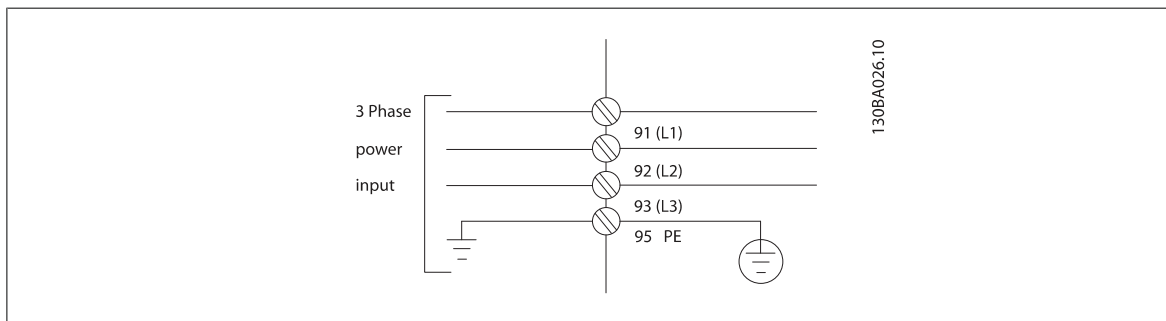 3 Phase
power
input
91 (L1)
92 (L2)
93 (L3)
95 PE
130BA026.10